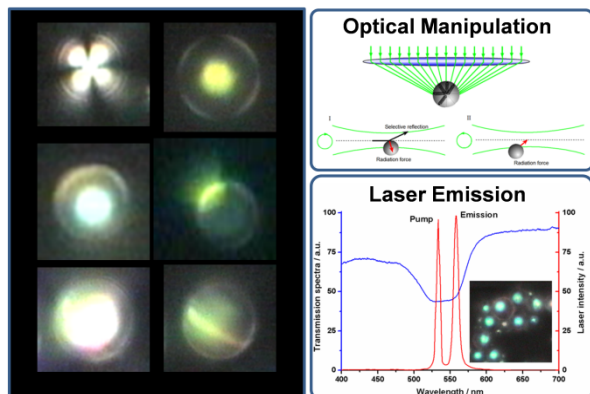 Optical Manipulation
I
II
Selective reflection
Radiation force
Radiation force
Laser Emission
Pump
Emission
Transmission spectra / a.u.
100
75
50
25
0
100
75
50
25
0
Laser intensity / a.u.
400 450 500 550 600 650 700
Wavelength / nm